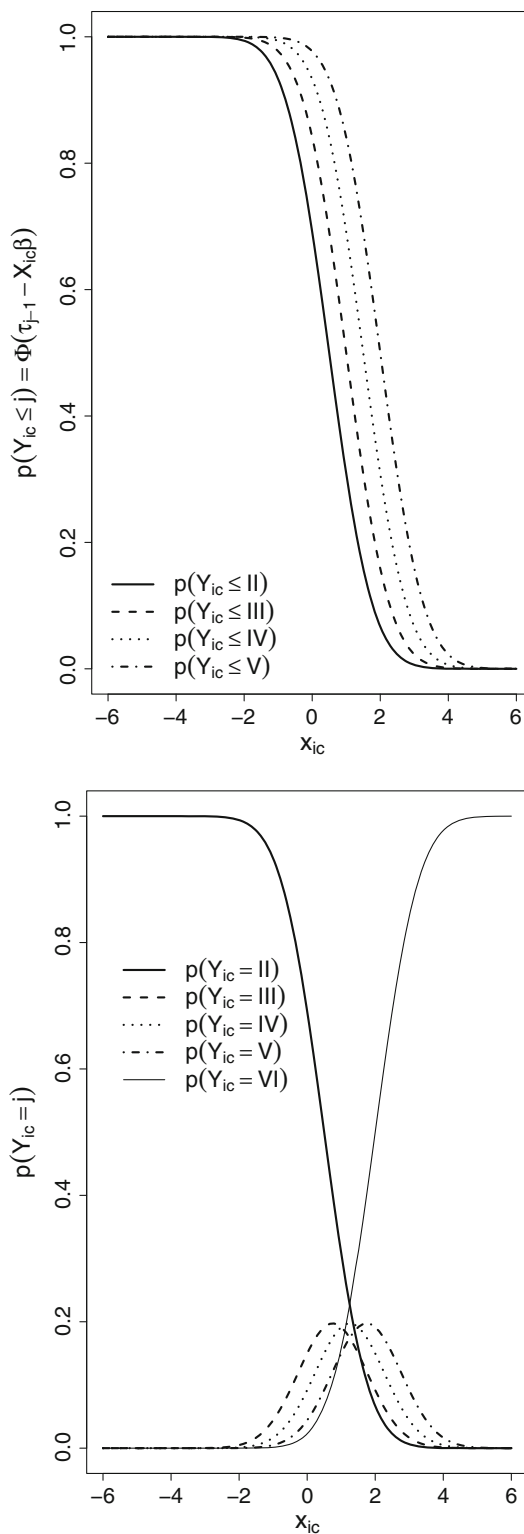 p(Y_ic ≤ j) = Φ(τ_j−1 − X_ic β)
1.0
0.8
0.6
0.4
0.2
0.0
p(Y_ic ≤ II)
p(Y_ic ≤ III)
p(Y_ic ≤ IV)
p(Y_ic ≤ V)
−6 −4 −2 0 2 4 6
x_ic
p(Y_ic = j)
1.0
0.8
0.6
0.4
0.2
0.0
p(Y_ic = II)
p(Y_ic = III)
p(Y_ic = IV)
p(Y_ic = V)
p(Y_ic = VI)
−6 −4 −2 0 2 4 6
x_ic